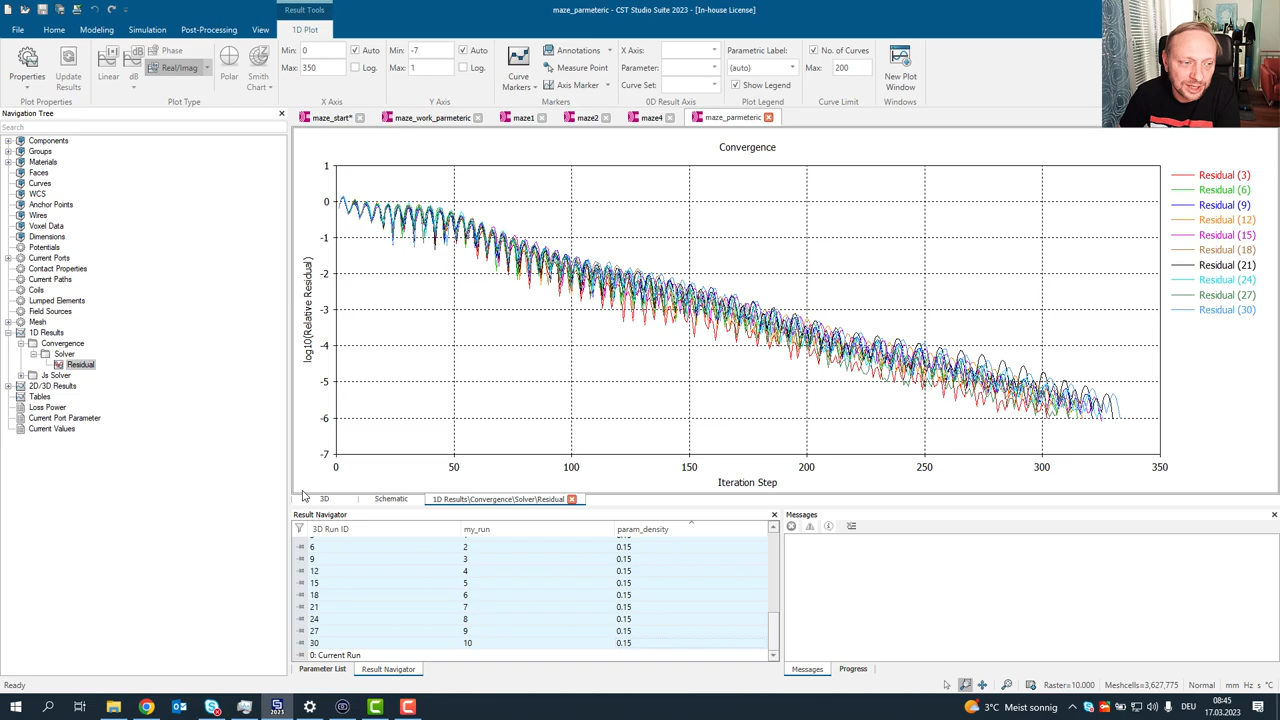 maze_parmeteric - CST Studio Suite 2023 - [In-house License]
Result Tools
File Home Modeling Simulation Post-Processing View 1D Plot
Properties
Update Results
Plot Properties
Linear dB
Phase
Real/Imag
Polar
Smith Chart
Plot Type
Min: 0 Auto
Max: 350 Log.
X Axis
Min: -7 Auto
Max: 1 Log.
Y Axis
Curve Markers
Annotations
Measure Point
Axis Marker
Markers
X Axis:
Parameter:
Curve Set:
0D Result Axis
Parametric Label:
(auto)
Show Legend
Plot Legend
No. of Curves
Max: 200
Curve Limit
New Plot Window
Windows
Navigation Tree
Search
Components
Groups
Materials
Faces
Curves
WCS
Anchor Points
Wires
Voxel Data
Dimensions
Potentials
Current Ports
Contact Properties
Current Paths
Coils
Lumped Elements
Field Sources
Mesh
1D Results
Convergence
Solver
Residual
Js Solver
2D/3D Results
Tables
Loss Power
Current Port Parameter
Current Values
maze_start* maze_work_parmeteric maze1 maze2 maze4 maze_parmeteric
Convergence
1
0
-1
-2
-3
-4
-5
-6
-7
log10(Relative Residual)
0 50 100 150 200 250 300 350
Iteration Step
Residual (3)
Residual (6)
Residual (9)
Residual (12)
Residual (15)
Residual (18)
Residual (21)
Residual (24)
Residual (27)
Residual (30)
3D Schematic 1D Results\Convergence\Solver\Residual
Result Navigator
3D Run ID my_run param_density
6 2 0.15
9 3 0.15
12 4 0.15
15 5 0.15
18 6 0.15
21 7 0.15
24 8 0.15
27 9 0.15
30 10 0.15
0: Current Run
Parameter List Result Navigator
Messages
Messages Progress
Ready
Raster=10.000 Meshcells=3,627,775 Normal mm Hz s °C
2023
3°C Meist sonnig
DEU
08:45
17.03.2023